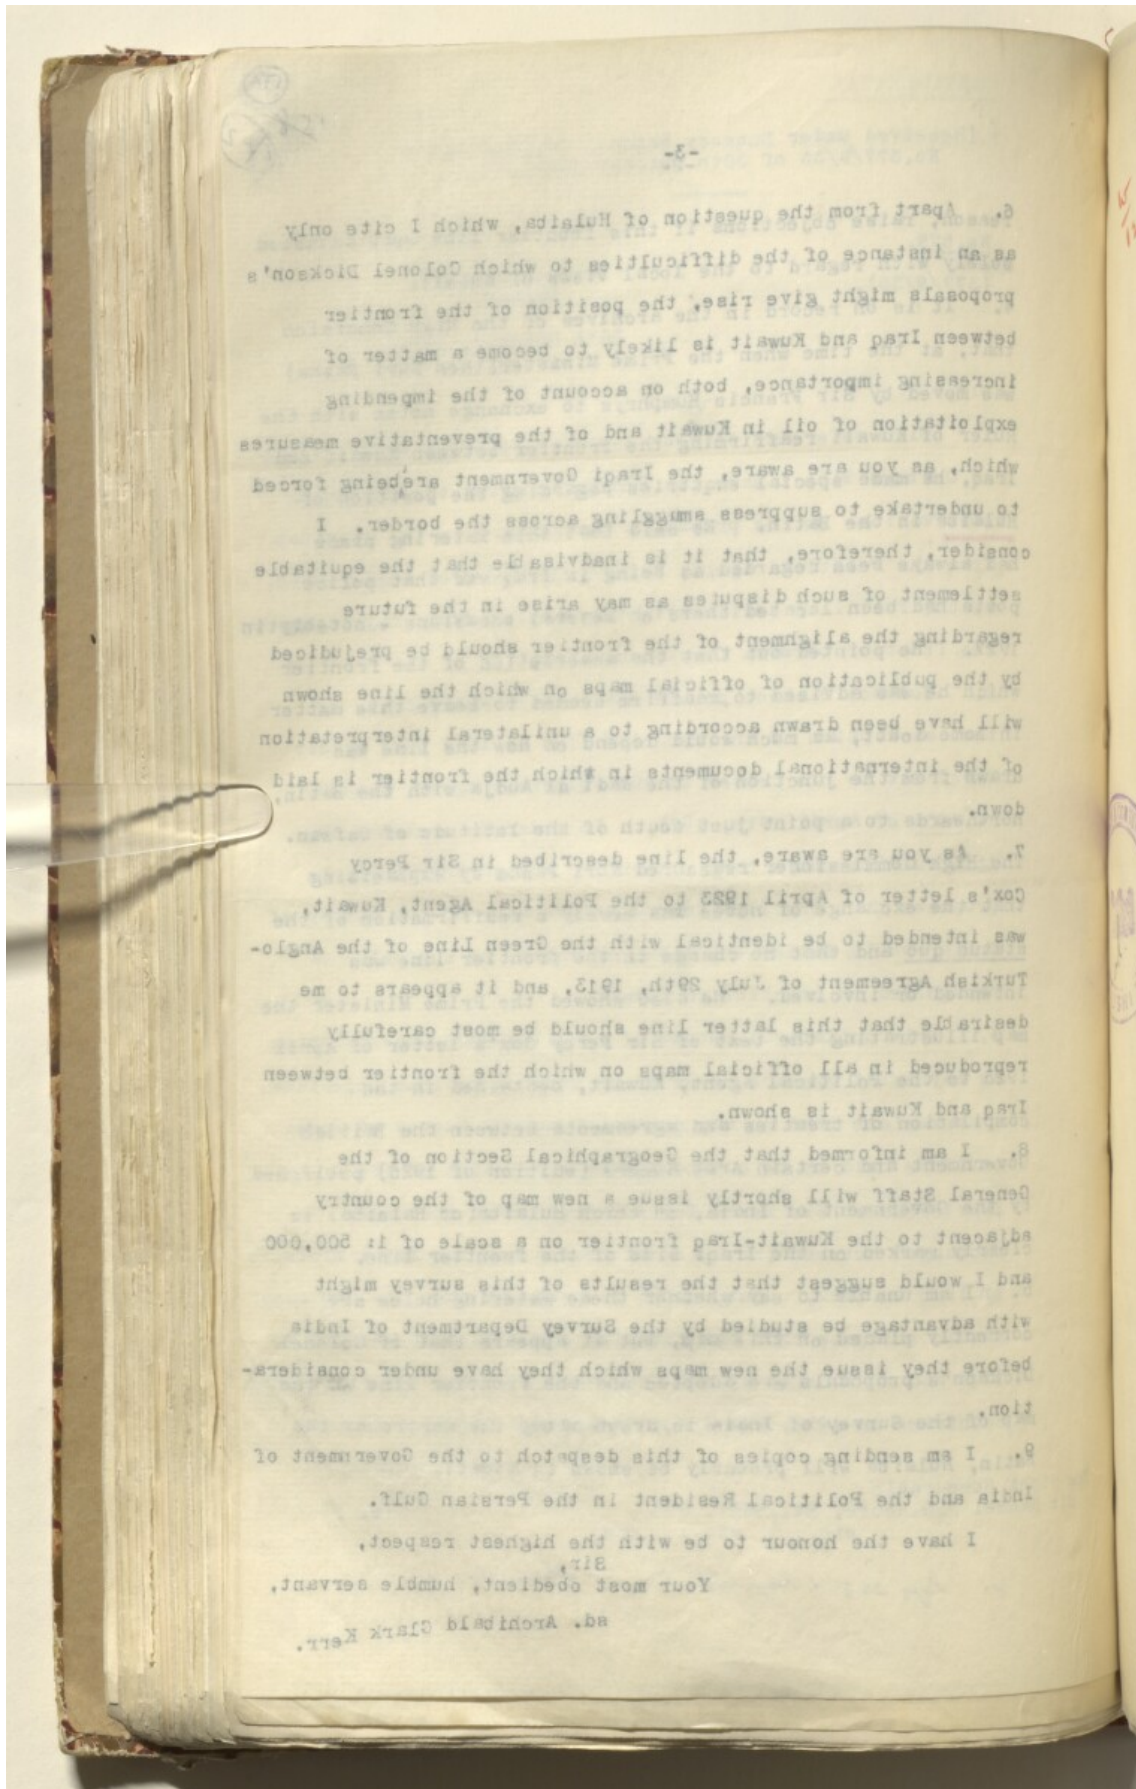 -3-
6. Apart from the question of Hulaiba, which I cite only
as an instance of the difficulties to which Colonel Dickson's
proposals might give rise, the position of the frontier
between Iraq and Kuwait is likely to become a matter of
increasing importance, both on account of the impending
exploitation of oil in Kuwait and of the preventative measures
which, as you are aware, the Iraqi Government are being forced
to undertake to suppress smuggling across the border. I
consider, therefore, that it is inadvisable that the equitable
settlement of such disputes as may arise in the future
regarding the alignment of the frontier should be prejudiced
by the publication of official maps on which the line shown
will have been drawn according to a unilateral interpretation
of the international documents in which the frontier is laid
down.
7. As you are aware, the line described in Sir Percy
Cox's letter of April 1923 to the Political Agent, Kuwait,
was intended to be identical with the Green Line of the Anglo-
Turkish Agreement of July 29th, 1913, and it appears to me
desirable that this latter line should be most carefully
reproduced in all official maps on which the frontier between
Iraq and Kuwait is shown.
8. I am informed that the Geographical Section of the
General Staff will shortly issue a new map of the country
adjacent to the Kuwait-Iraq frontier on a scale of 1: 500,000
and I would suggest that the results of this survey might
with advantage be studied by the Survey Department of India
before they issue the new maps which they have under considera-
tion.
9. I am sending copies of this despatch to the Government of
India and the Political Resident in the Persian Gulf.
I have the honour to be with the highest respect,
Sir,
Your most obedient, humble servant,
sd. Archibald Clark Kerr.